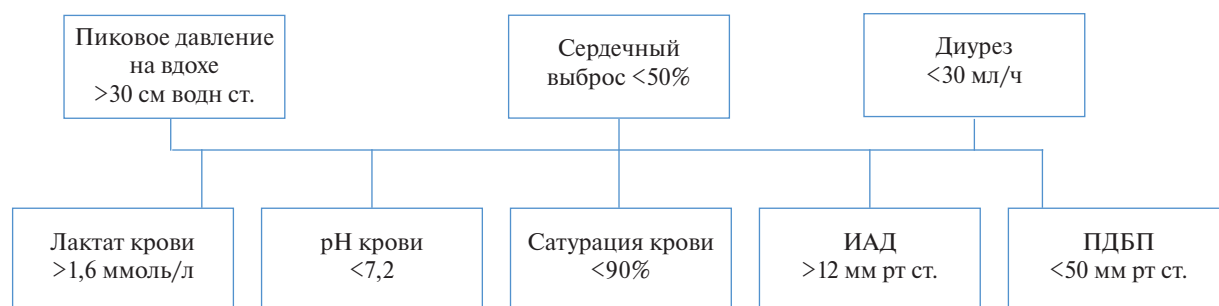 Пиковое давление
на вдохе
>30 см водн ст.
Сердечный
выброс <50%
Диурез
<30 мл/ч
Лактат крови
>1,6 ммоль/л
pH крови
<7,2
Сатурация крови
<90%
ИАД
>12 мм рт ст.
ПДБП
<50 мм рт ст.